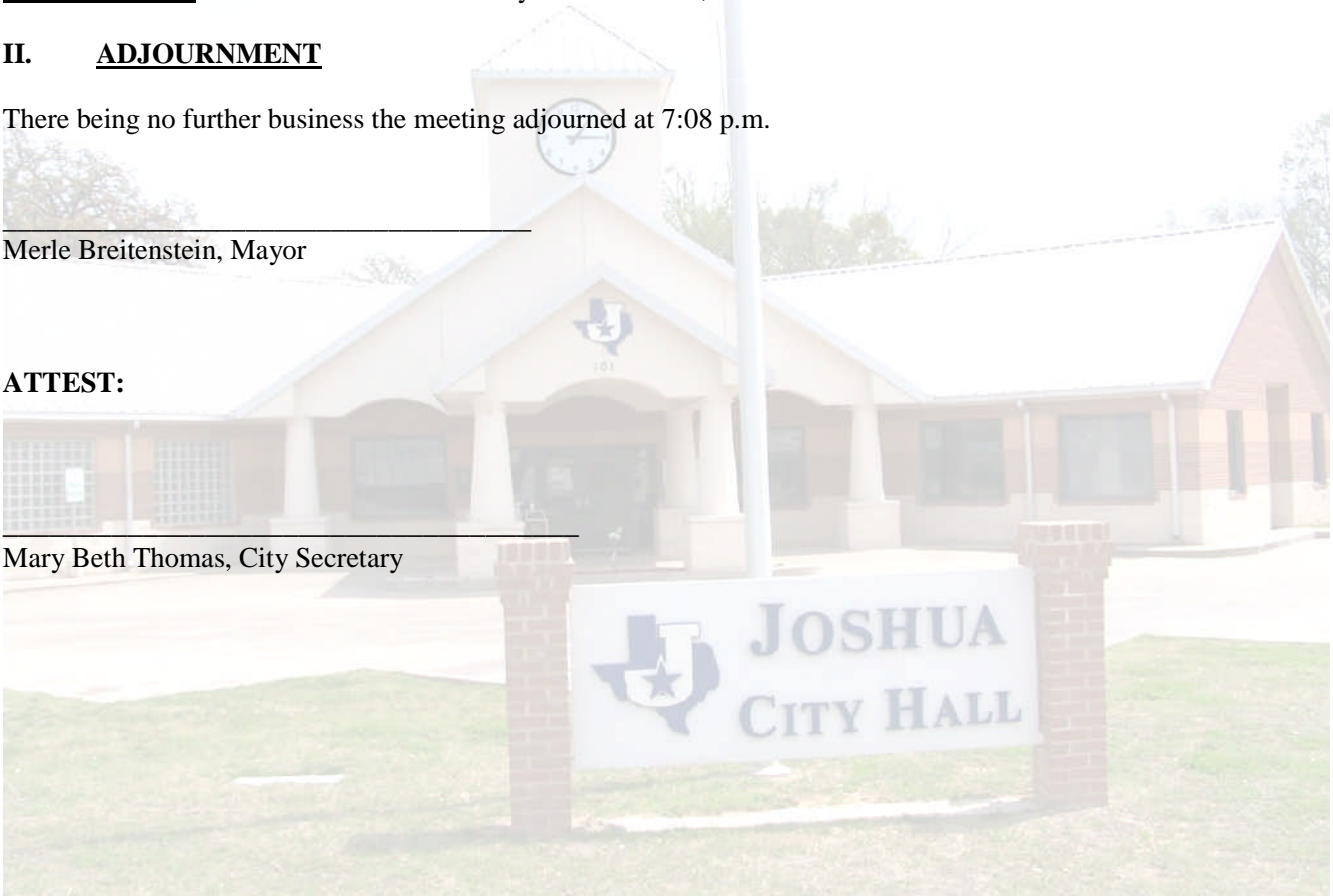 II. ADJOURNMENT
There being no further business the meeting adjourned at 7:08 p.m.
Merle Breitenstein, Mayor
101
ATTEST:
Mary Beth Thomas, City Secretary
J
JOSHUA
CITY HALL